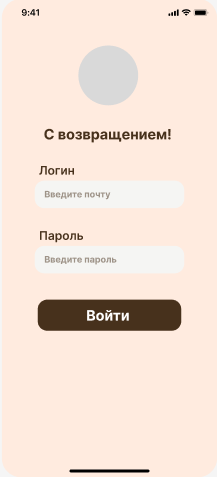 9:41
С возвращением!
Логин
Введите почту
Пароль
Введите пароль
Войти